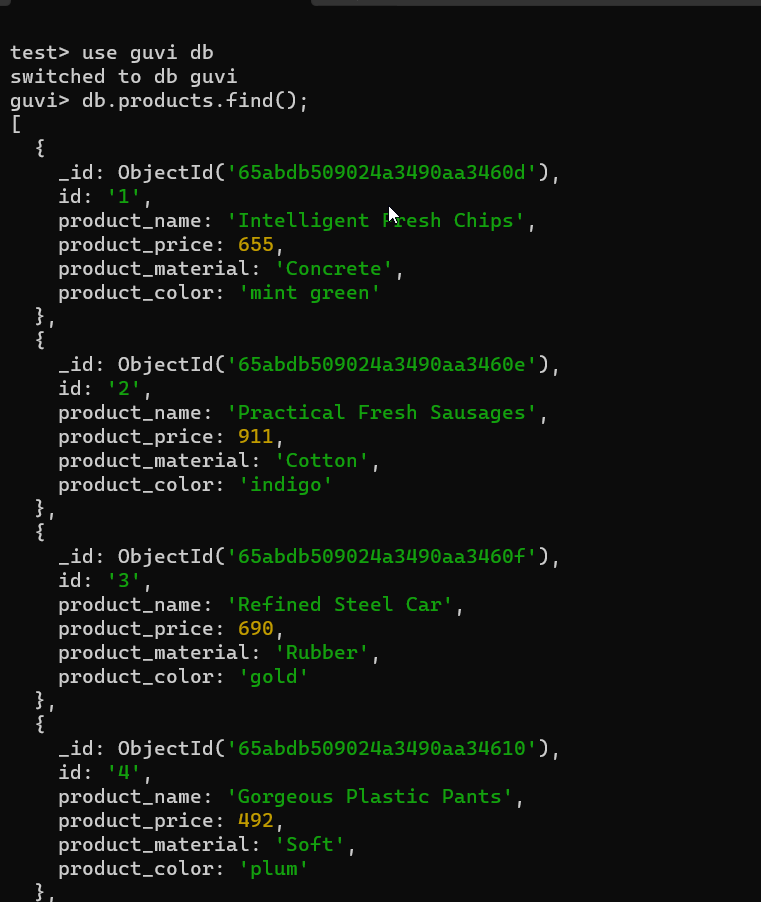 test> use guvi db
switched to db guvi
guvi> db.products.find();
[
  {
    _id: ObjectId('65abdb509024a3490aa3460d'),
    id: '1',
    product_name: 'Intelligent Fresh Chips',
    product_price: 655,
    product_material: 'Concrete',
    product_color: 'mint green'
  },
  {
    _id: ObjectId('65abdb509024a3490aa3460e'),
    id: '2',
    product_name: 'Practical Fresh Sausages',
    product_price: 911,
    product_material: 'Cotton',
    product_color: 'indigo'
  },
  {
    _id: ObjectId('65abdb509024a3490aa3460f'),
    id: '3',
    product_name: 'Refined Steel Car',
    product_price: 690,
    product_material: 'Rubber',
    product_color: 'gold'
  },
  {
    _id: ObjectId('65abdb509024a3490aa34610'),
    id: '4',
    product_name: 'Gorgeous Plastic Pants',
    product_price: 492,
    product_material: 'Soft',
    product_color: 'plum'
  },